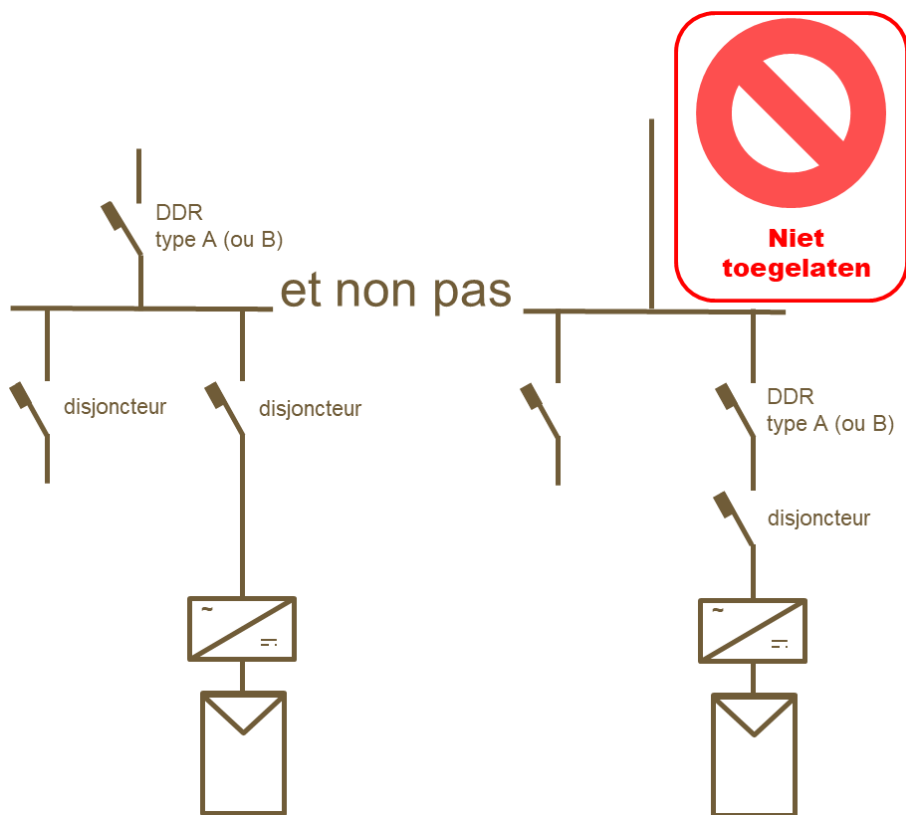 DDR
type A (ou B)
et non pas
Niet
toegelaten
disjoncteur
disjoncteur
DDR
type A (ou B)
disjoncteur
~
~